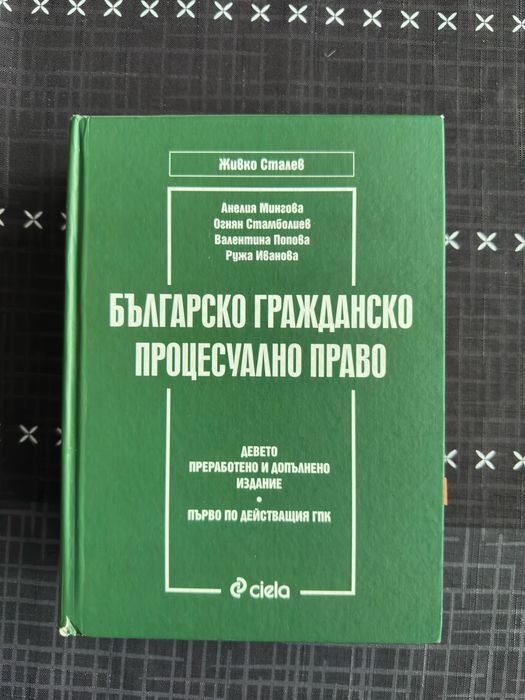 Живко Сталев
Анелия Мингова
Огнян Стамболиев
Валентина Попова
Ружа Иванова
БЪЛГАРСКО ГРАЖДАНСКО
ПРОЦЕСУАЛНО ПРАВО
ДЕВЕТО
ПРЕРАБОТЕНО И ДОПЪЛНЕНО
ИЗДАНИЕ
•
ПЪРВО ПО ДЕЙСТВАЩИЯ ГПК
ciela